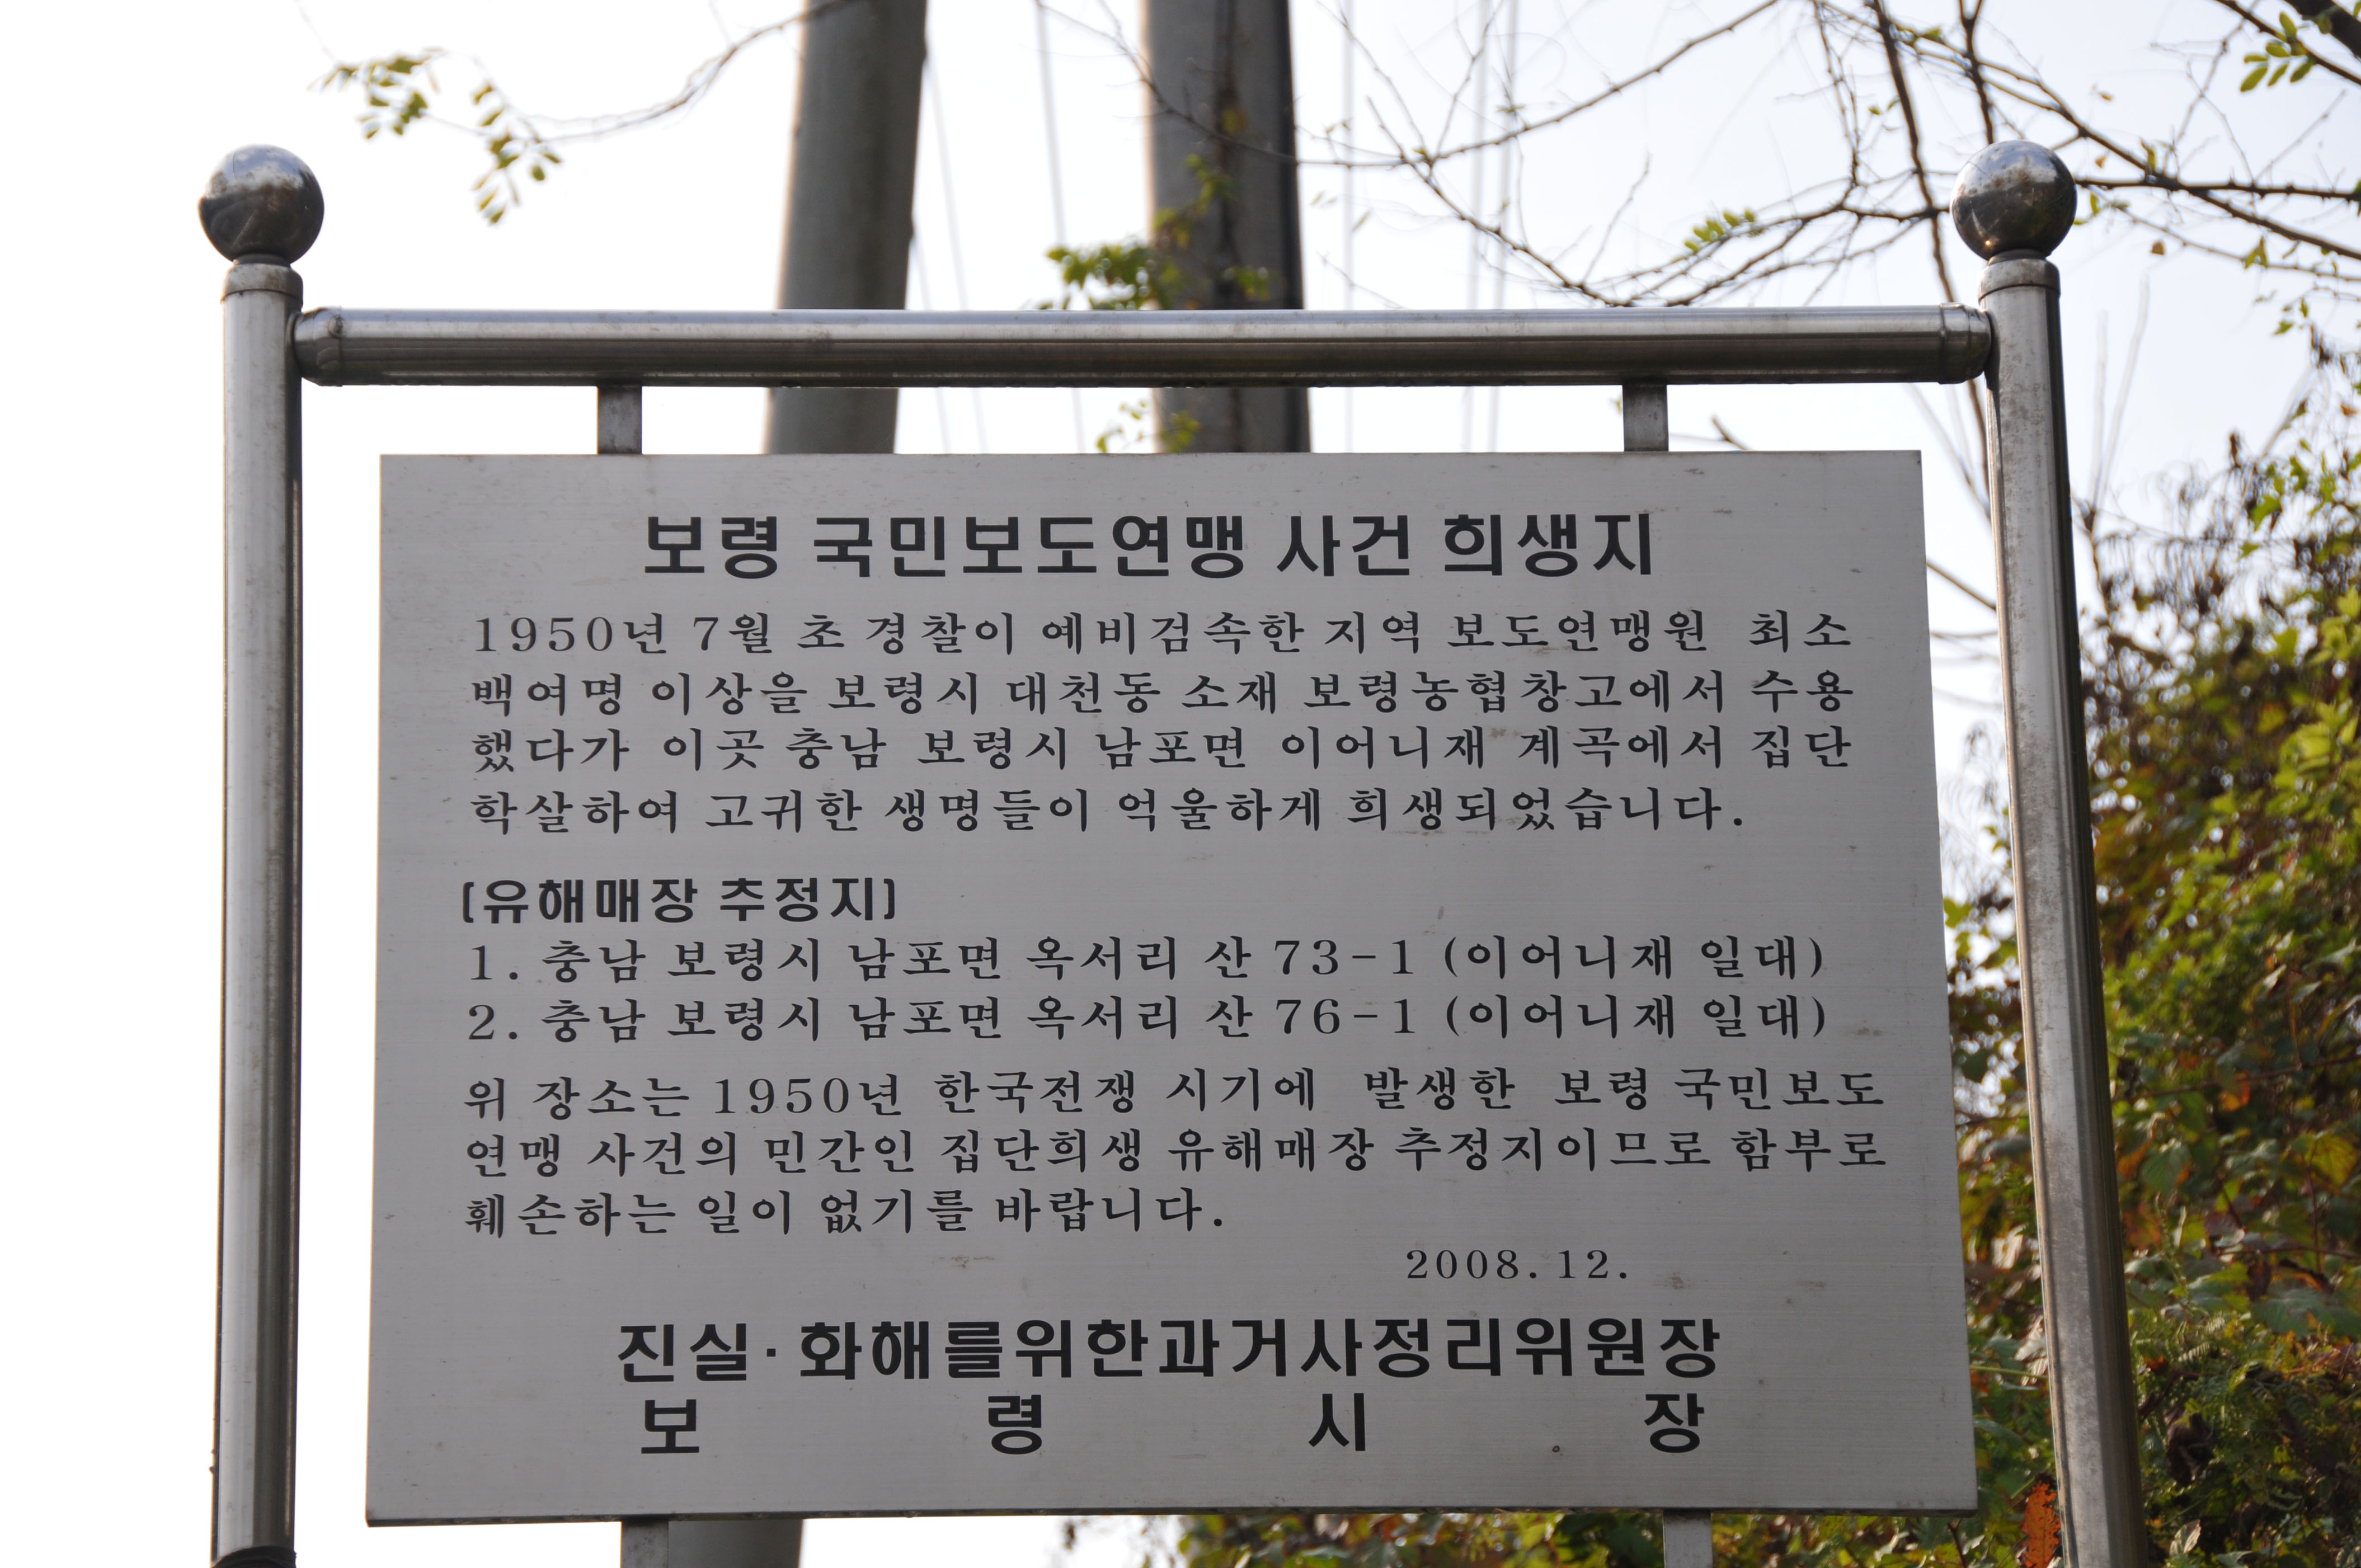 보령 국민보도연맹 사건 희생지
1950년 7월 초 경찰이 예비검속한 지역 보도연맹원 최소
백여명 이상을 보령시 대천동 소재 보령농협창고에서 수용
했다가 이곳 충남 보령시 남포면 이어니재 계곡에서 집단
학살하여 고귀한 생명들이 억울하게 희생되었습니다.
(유해매장 추정지)
1. 충남 보령시 남포면 옥서리 산 73-1 (이어니재 일대)
2. 충남 보령시 남포면 옥서리 산 76-1 (이어니재 일대)
위 장소는 1950년 한국전쟁 시기에 발생한 보령 국민보도
연맹 사건의 민간인 집단희생 유해매장 추정지이므로 함부로
훼손하는 일이 없기를 바랍니다.
2008. 12.
진실·화해를위한과거사정리위원장
보 령 시 장